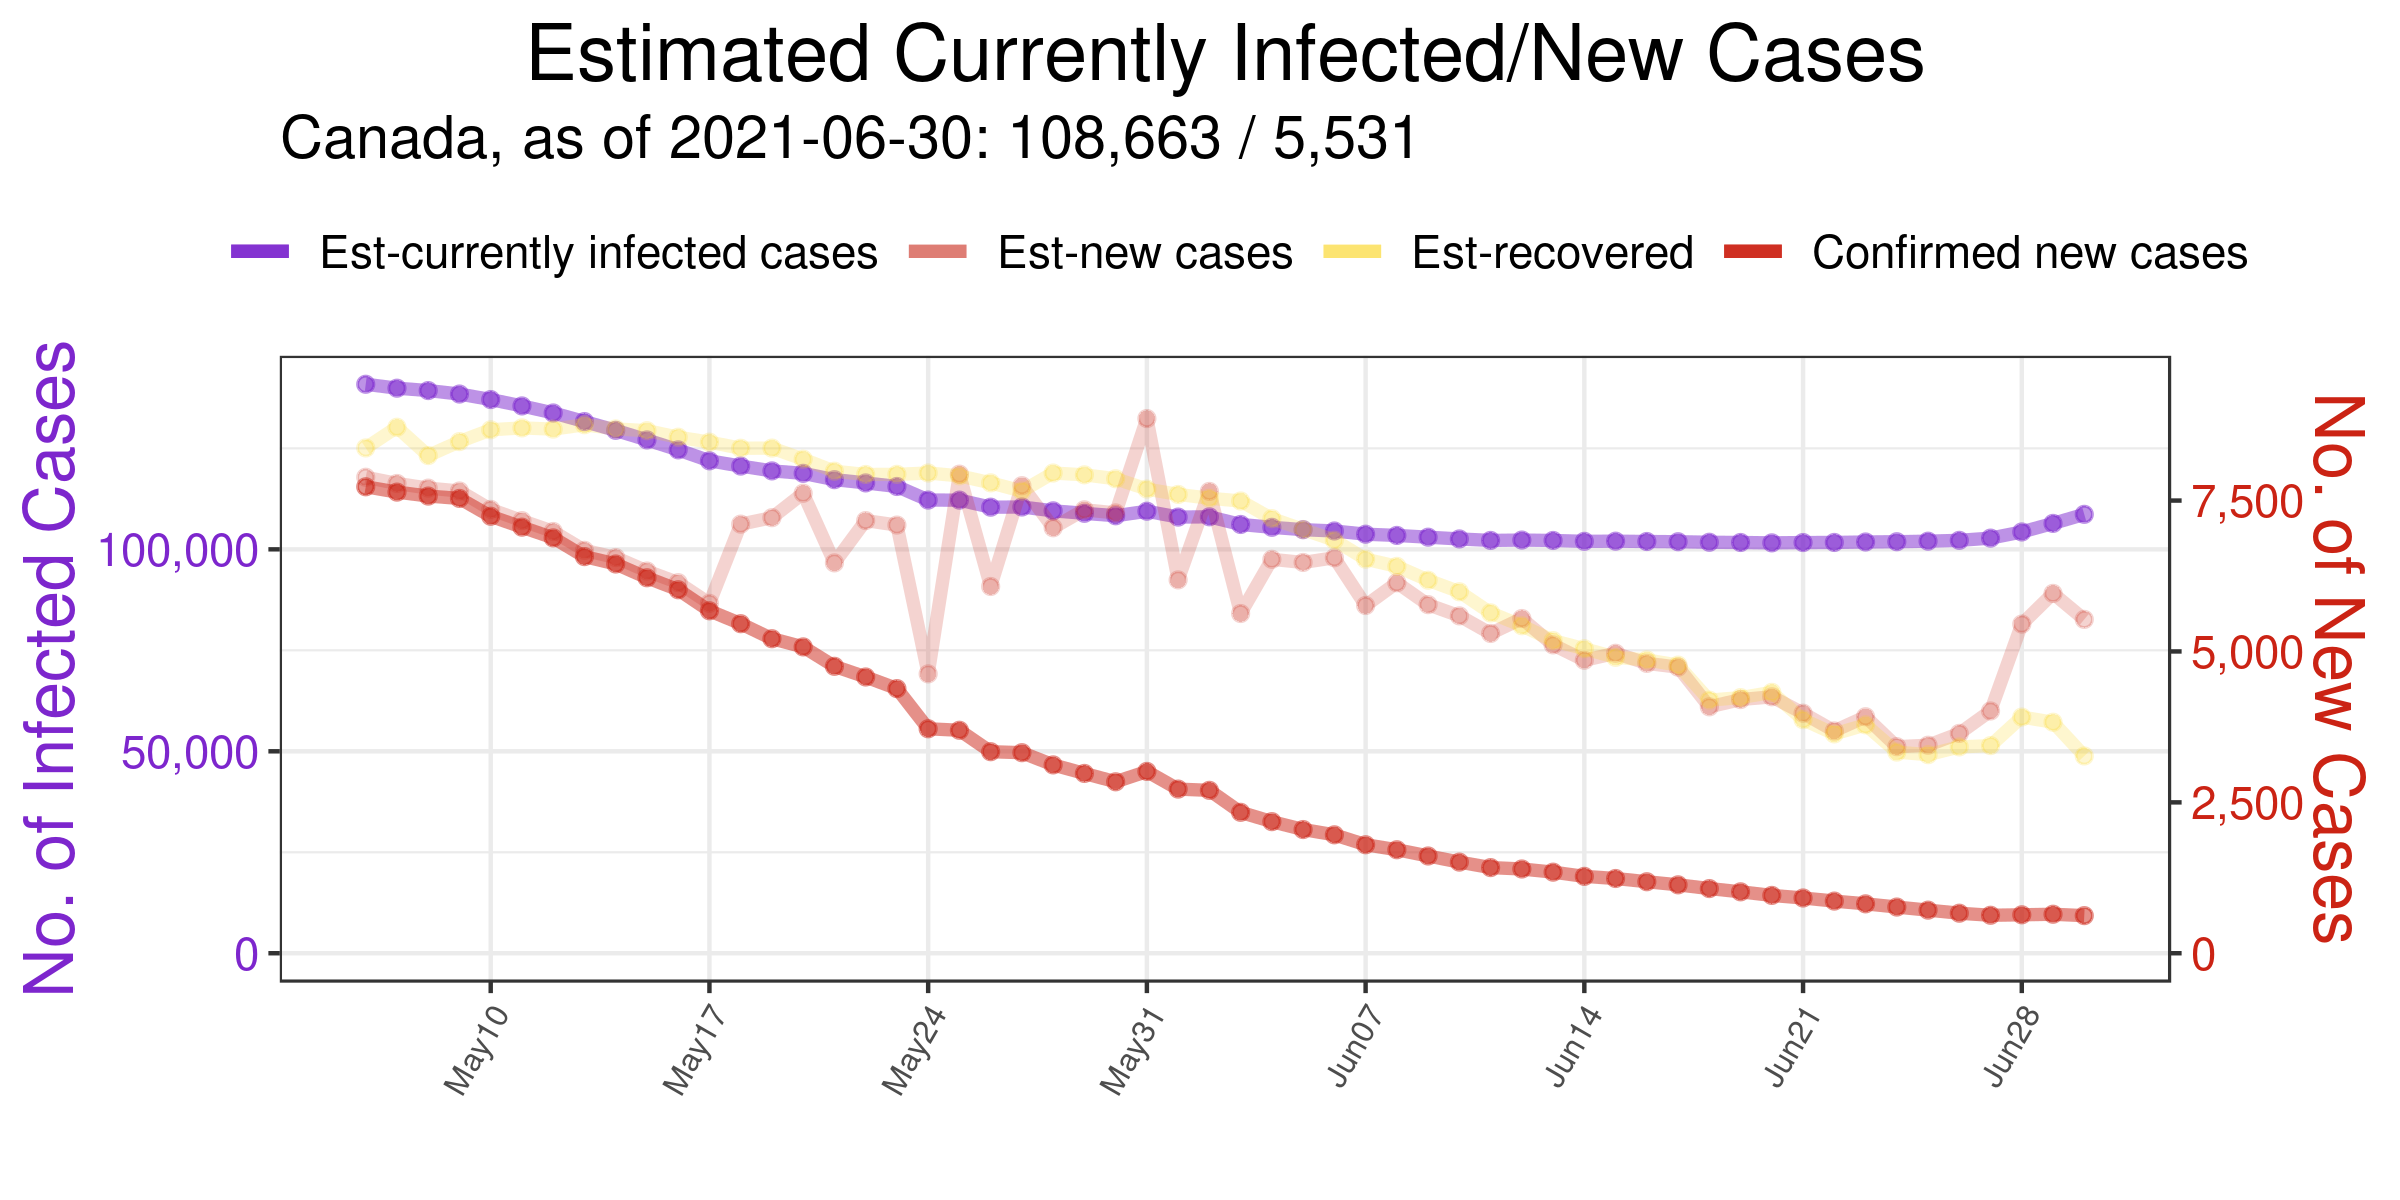 Estimated Currently Infected/New Cases
Canada, as of 2021-06-30: 108,663 / 5,531
Est-currently infected cases Est-new cases Est-recovered Confirmed new cases
No. of Infected Cases
100,000
50,000
0
7,500
5,000
2,500
0
No. of New Cases
May10 May17 May24 May31 Jun07 Jun14 Jun21 Jun28